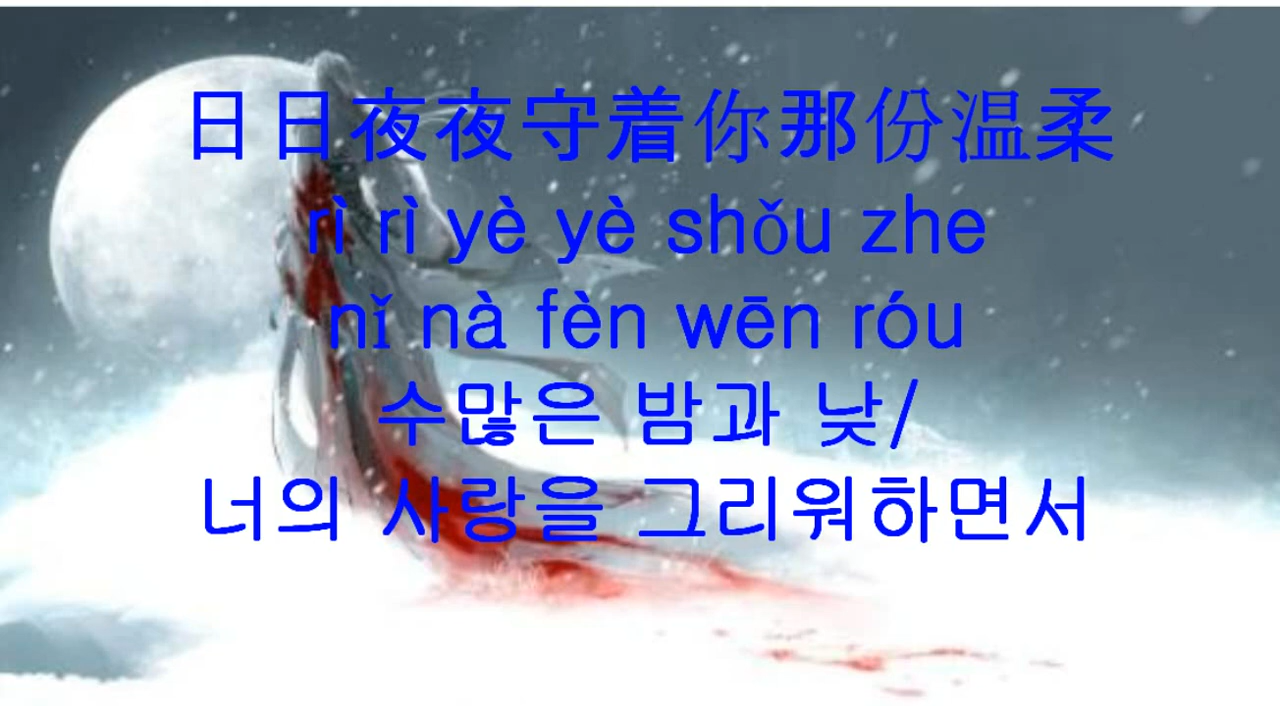 日日夜夜守着你那份温柔
rì rì yè yè shǒu zhe
nǐ nà fèn wēn róu
수많은 밤과 낮/
너의 사랑을 그리워하면서